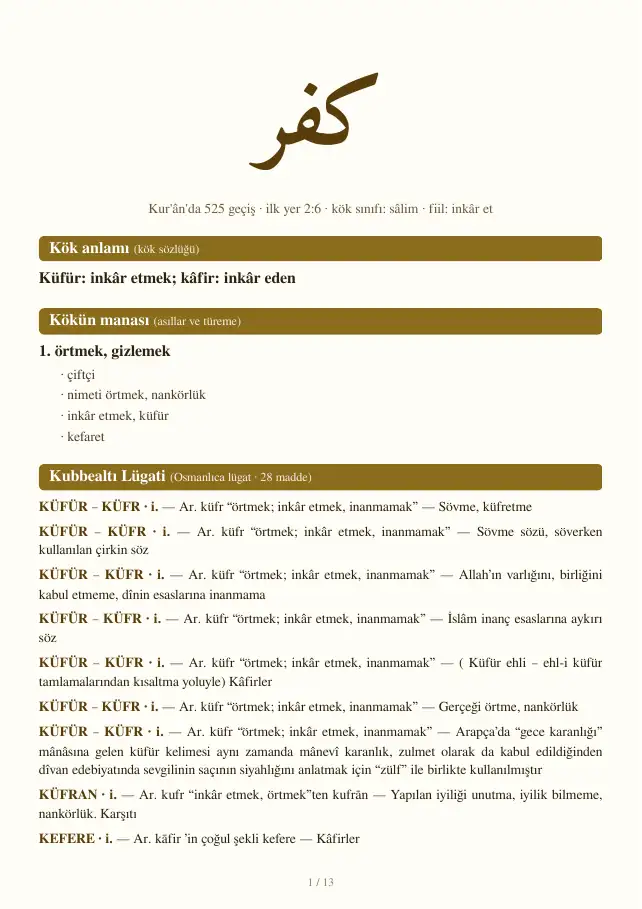 كفر
Kur'ân'da 525 geçiş · ilk yer 2:6 · kök sınıfı: sâlim · fiil: inkâr et
Kök anlamı (kök sözlüğü)
Küfür: inkâr etmek; kâfir: inkâr eden
Kökün manası (asıllar ve türeme)
1. örtmek, gizlemek
· çiftçi
· nimeti örtmek, nankörlük
· inkâr etmek, küfür
· kefaret
Kubbealtı Lügati (Osmanlıca lügat · 28 madde)
KÜFÜR – KÜFR · i. — Ar. küfr “örtmek; inkâr etmek, inanmamak” — Sövme, küfretme
KÜFÜR – KÜFR · i. — Ar. küfr “örtmek; inkâr etmek, inanmamak” — Sövme sözü, söverken
kullanılan çirkin söz
KÜFÜR – KÜFR · i. — Ar. küfr “örtmek; inkâr etmek, inanmamak” — Allah’ın varlığını, birliğini
kabul etmeme, dînin esaslarına inanmama
KÜFÜR – KÜFR · i. — Ar. küfr “örtmek; inkâr etmek, inanmamak” — İslâm inanç esaslarına aykırı
söz
KÜFÜR – KÜFR · i. — Ar. küfr “örtmek; inkâr etmek, inanmamak” — ( Küfür ehli – ehl-i küfür
tamlamalarından kısaltma yoluyle) Kâfirler
KÜFÜR – KÜFR · i. — Ar. küfr “örtmek; inkâr etmek, inanmamak” — Gerçeği örtme, nankörlük
KÜFÜR – KÜFR · i. — Ar. küfr “örtmek; inkâr etmek, inanmamak” — Arapça’da “gece karanlığı”
mânâsına gelen küfür kelimesi aynı zamanda mânevî karanlık, zulmet olarak da kabul edildiğinden
dîvan edebiyatında sevgilinin saçının siyahlığını anlatmak için “zülf” ile birlikte kullanılmıştır
KÜFRAN · i. — Ar. kufr “inkâr etmek, örtmek”ten kufrān — Yapılan iyiliği unutma, iyilik bilmeme,
nankörlük. Karşıtı
KEFERE · i. — Ar. kāfir ’in çoğul şekli kefere — Kâfirler
1 / 13